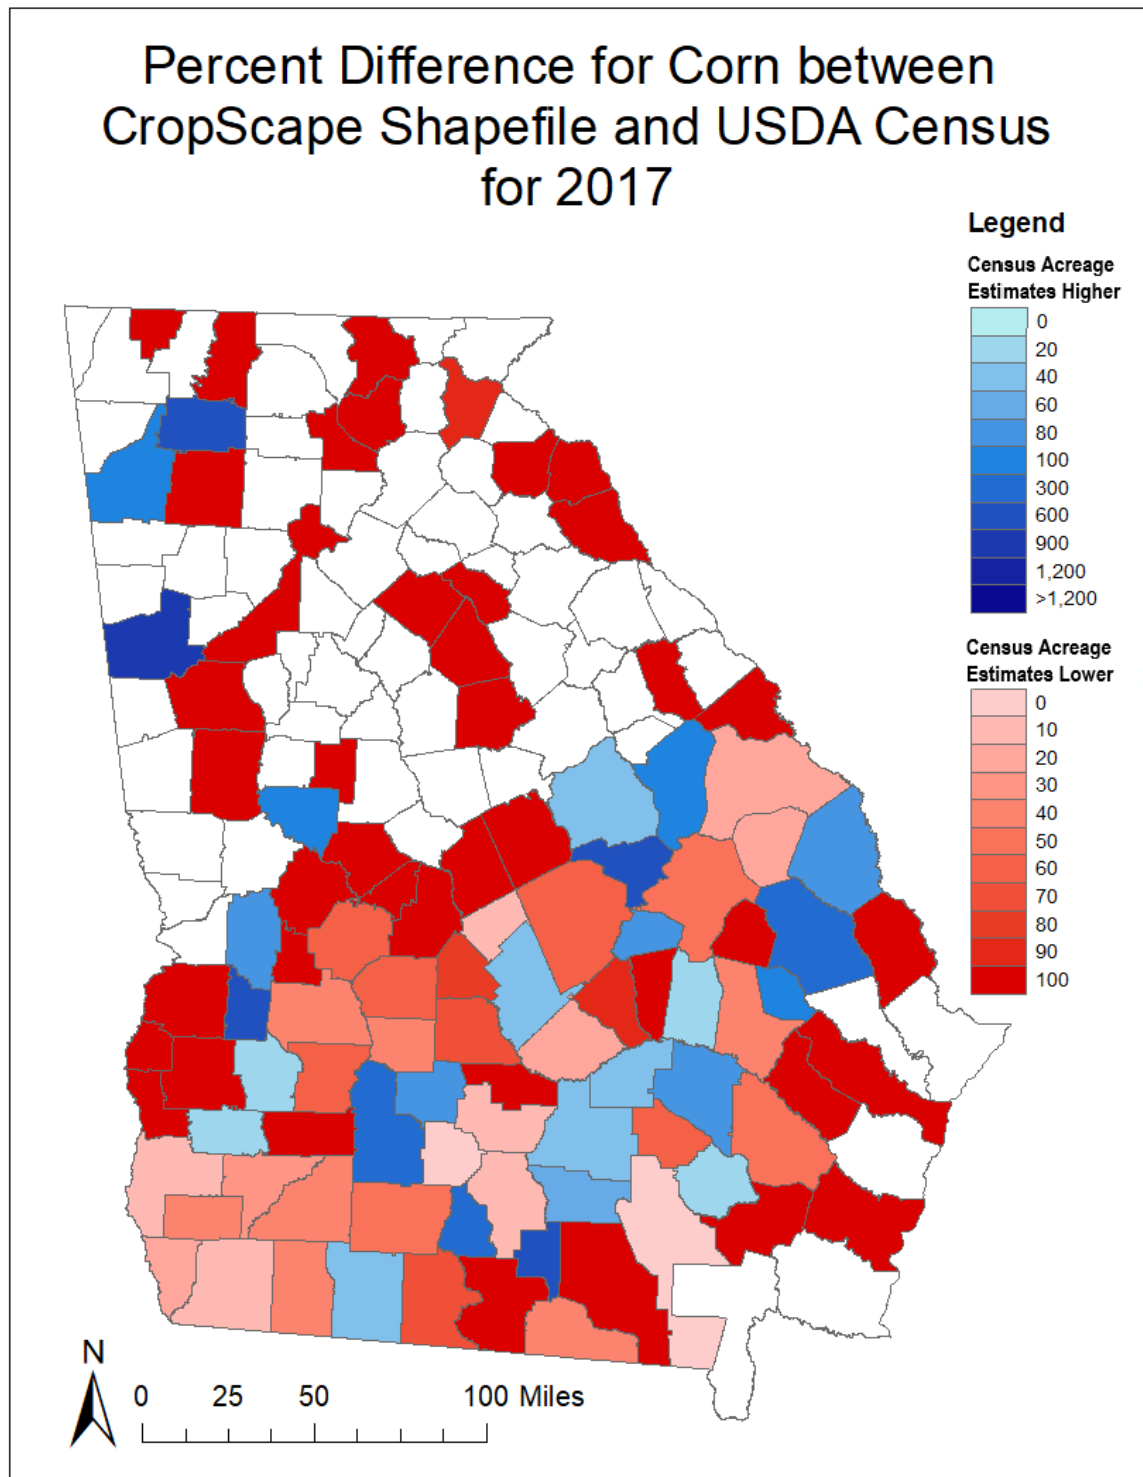 Percent Difference for Corn between
CropScape Shapefile and USDA Census
for 2017
Legend
Census Acreage
Estimates Higher
0
20
40
60
80
100
300
600
900
1,200
>1,200
Census Acreage
Estimates Lower
0
10
20
30
40
50
60
70
80
90
100
N
0 25 50 100 Miles